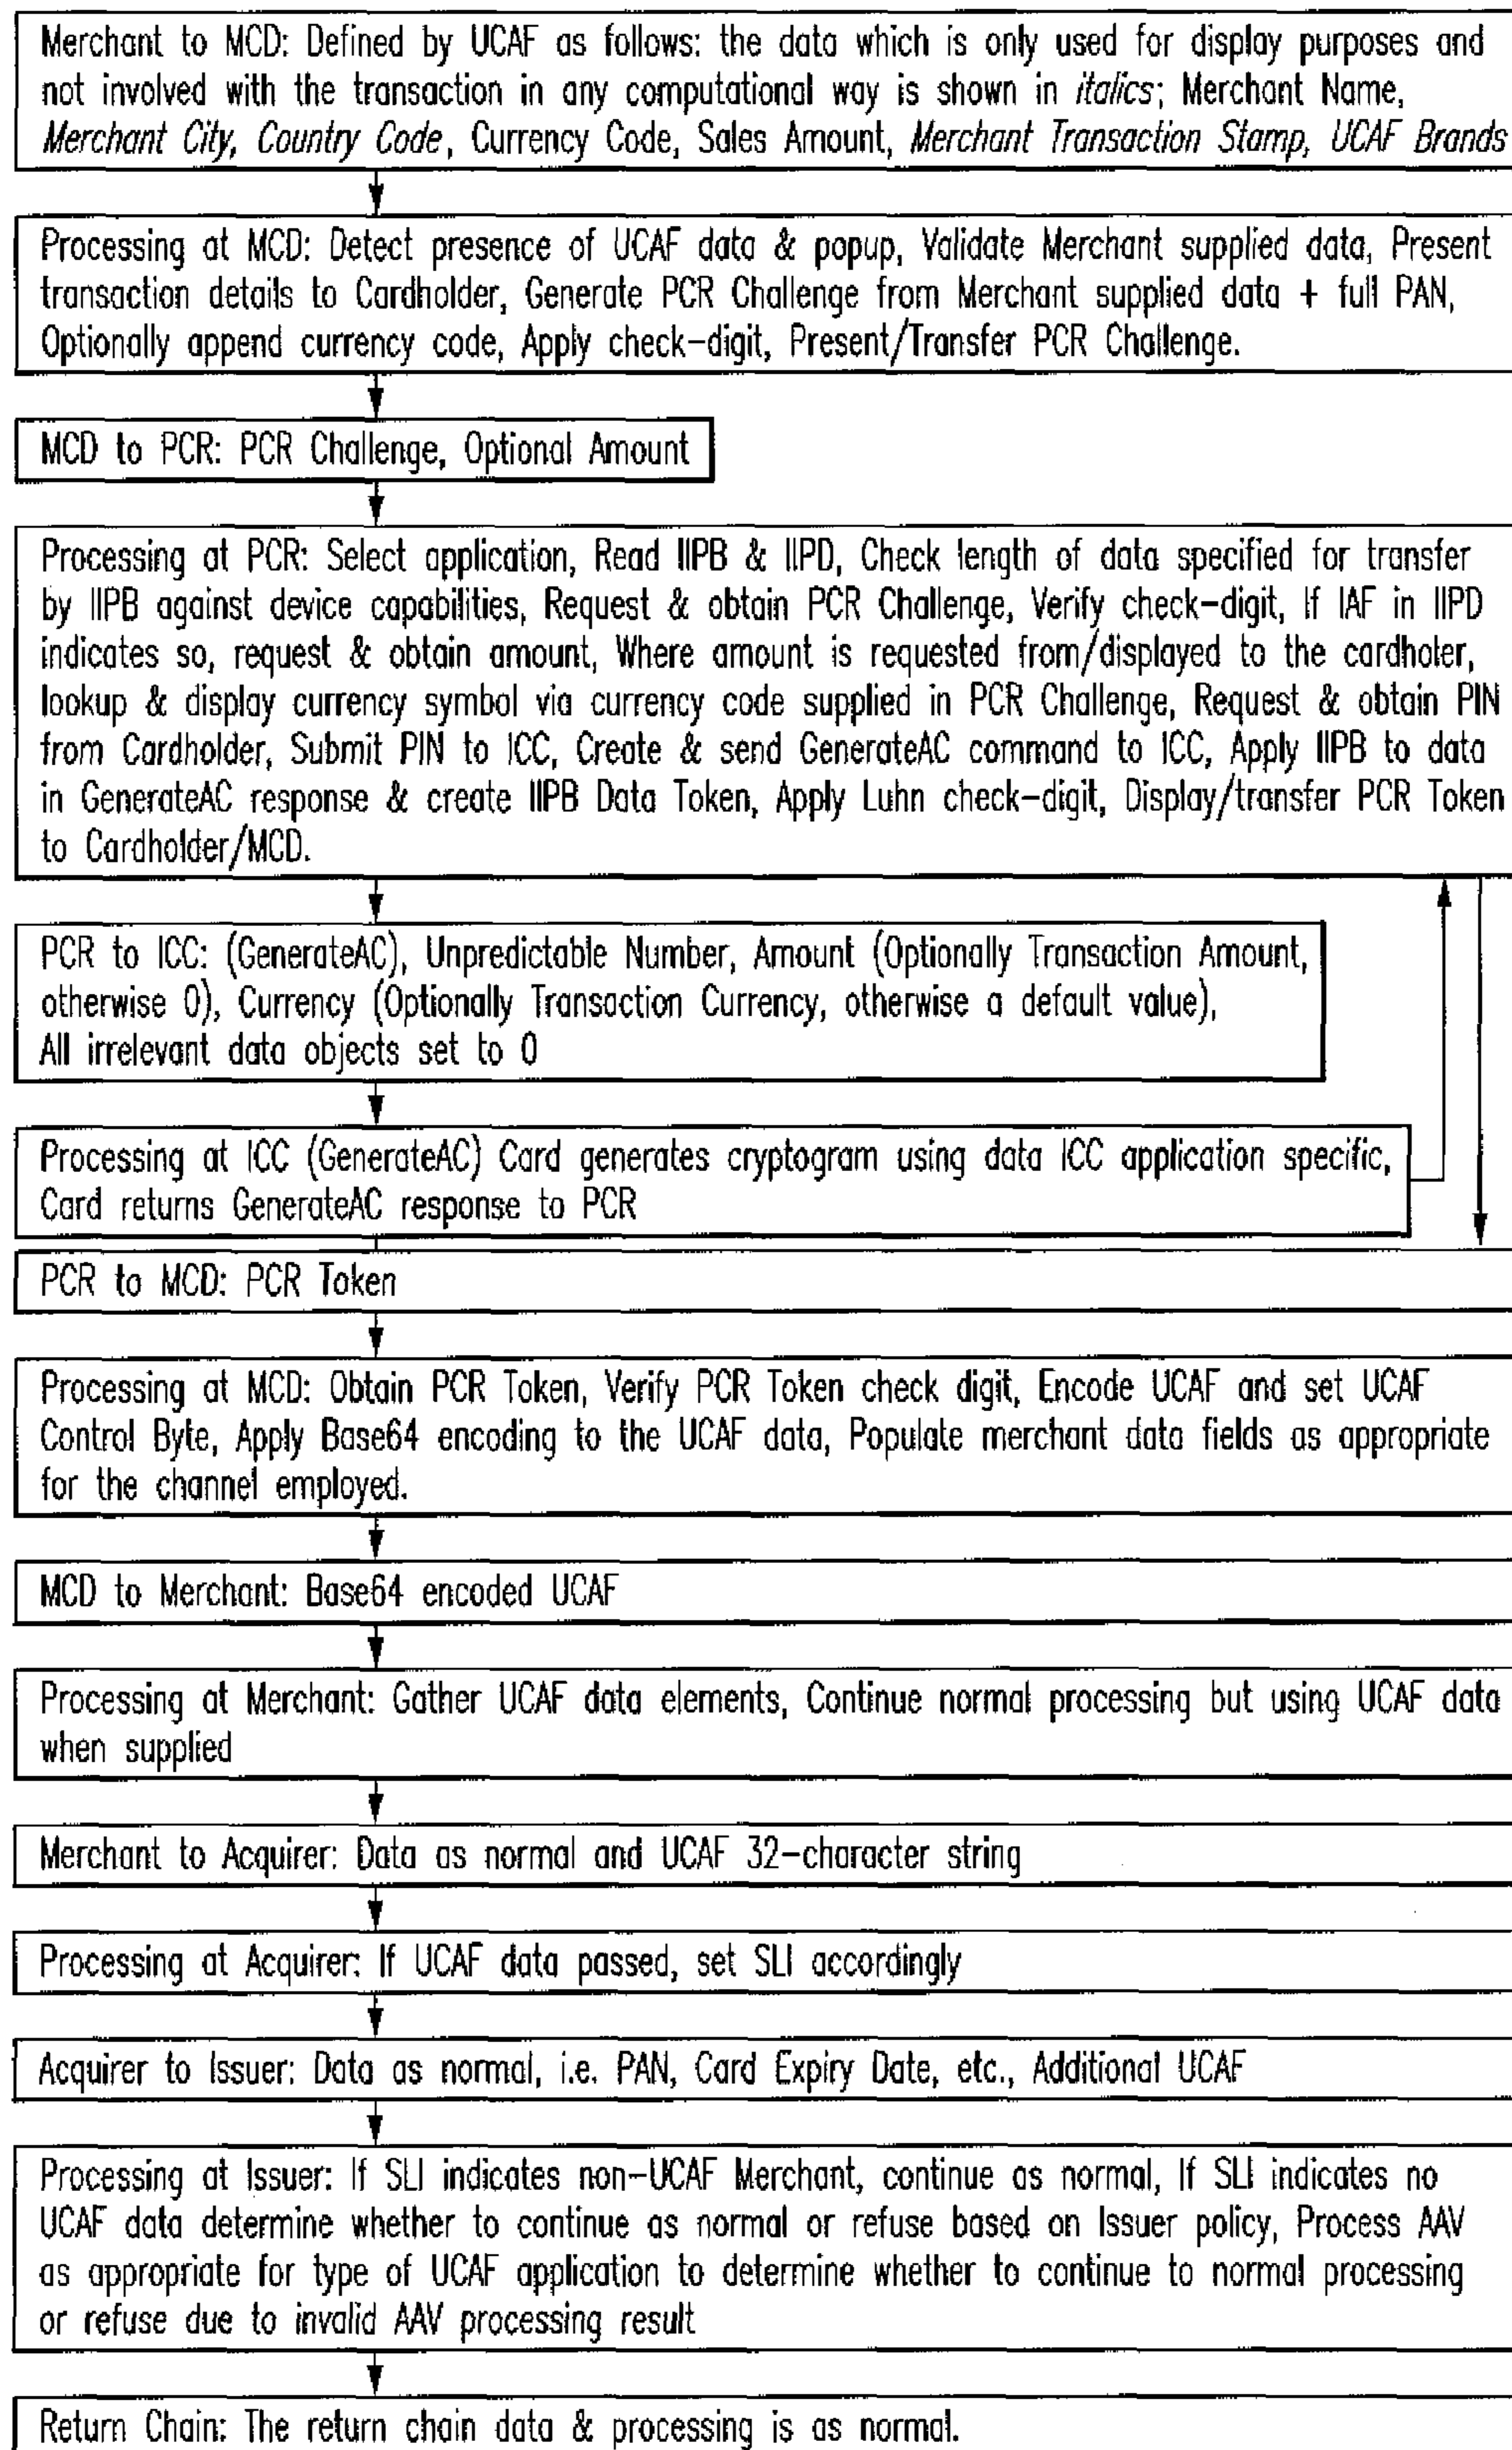 Merchant to MCD: Defined by UCAF as follows: the data which is only used for display purposes and
not involved with the transaction in any computational way is shown in italics; Merchant Name,
Merchant City, Country Code, Currency Code, Sales Amount, Merchant Transaction Stamp, UCAF Brands
Processing at MCD: Detect presence of UCAF data & popup, Validate Merchant supplied data, Present
transaction details to Cardholder, Generate PCR Challenge from Merchant supplied data + full PAN,
Optionally append currency code, Apply check-digit, Present/Transfer PCR Challenge.
MCD to PCR: PCR Challenge, Optional Amount
Processing at PCR: Select application, Read IIPB & IIPD, Check length of data specified for transfer
by IIPB against device capabilities, Request & obtain PCR Challenge, Verify check-digit, If IAF in IIPD
indicates so, request & obtain amount, Where amount is requested from/displayed to the cardholer,
lookup & display currency symbol via currency code supplied in PCR Challenge, Request & obtain PIN
from Cardholder, Submit PIN to ICC, Create & send GenerateAC command to ICC, Apply IIPB to data
in GenerateAC response & create IIPB Data Token, Apply Luhn check-digit, Display/transfer PCR Token
to Cardholder/MCD.
PCR to ICC: (GenerateAC), Unpredictable Number, Amount (Optionally Transaction Amount,
otherwise 0), Currency (Optionally Transaction Currency, otherwise a default value),
All irrelevant data objects set to 0
Processing at ICC (GenerateAC) Card generates cryptogram using data ICC application specific,
Card returns GenerateAC response to PCR
PCR to MCD: PCR Token
Processing at MCD: Obtain PCR Token, Verify PCR Token check digit, Encode UCAF and set UCAF
Control Byte, Apply Base64 encoding to the UCAF data, Populate merchant data fields as appropriate
for the channel employed.
MCD to Merchant: Base64 encoded UCAF
Processing at Merchant: Gather UCAF data elements, Continue normal processing but using UCAF data
when supplied
Merchant to Acquirer: Data as normal and UCAF 32-character string
Processing at Acquirer: If UCAF data passed, set SLI accordingly
Acquirer to Issuer: Data as normal, i.e. PAN, Card Expiry Date, etc., Additional UCAF
Processing at Issuer: If SLI indicates non-UCAF Merchant, continue as normal, If SLI indicates no
UCAF data determine whether to continue as normal or refuse based on Issuer policy, Process AAV
as appropriate for type of UCAF application to determine whether to continue to normal processing
or refuse due to invalid AAV processing result
Return Chain: The return chain data & processing is as normal.